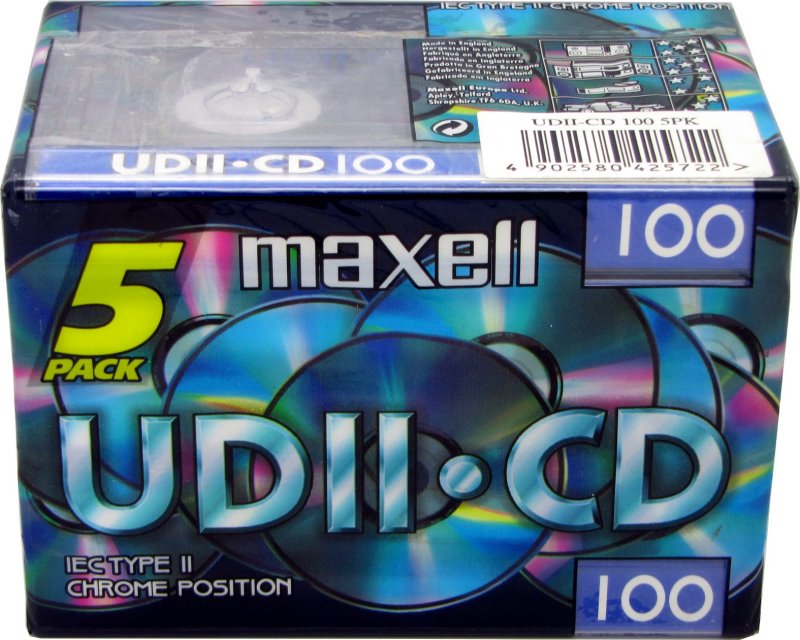 IEC TYPE II · CHROME POSITION
Made in England
Hergestellt in England
Fabriqué en Angleterre
Fabricado en Inglaterra
Prodotto in Gran Bretagna
Gefabriceerd in Engeland
Fabricado em Inglaterra
Maxell Europe Ltd.
Apley, Telford
Shropshire TF6 6DA, U.K.
UDII-CD 100 5PK
4 902580 425722 >
UDII·CD100
100
maxell
5
PACK
UDII·CD
IEC TYPE II
CHROME POSITION
100